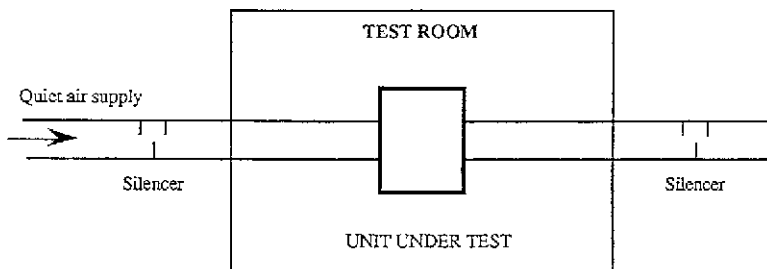 TEST ROOM
Quiet air supply
Silencer
Silencer
UNIT UNDER TEST